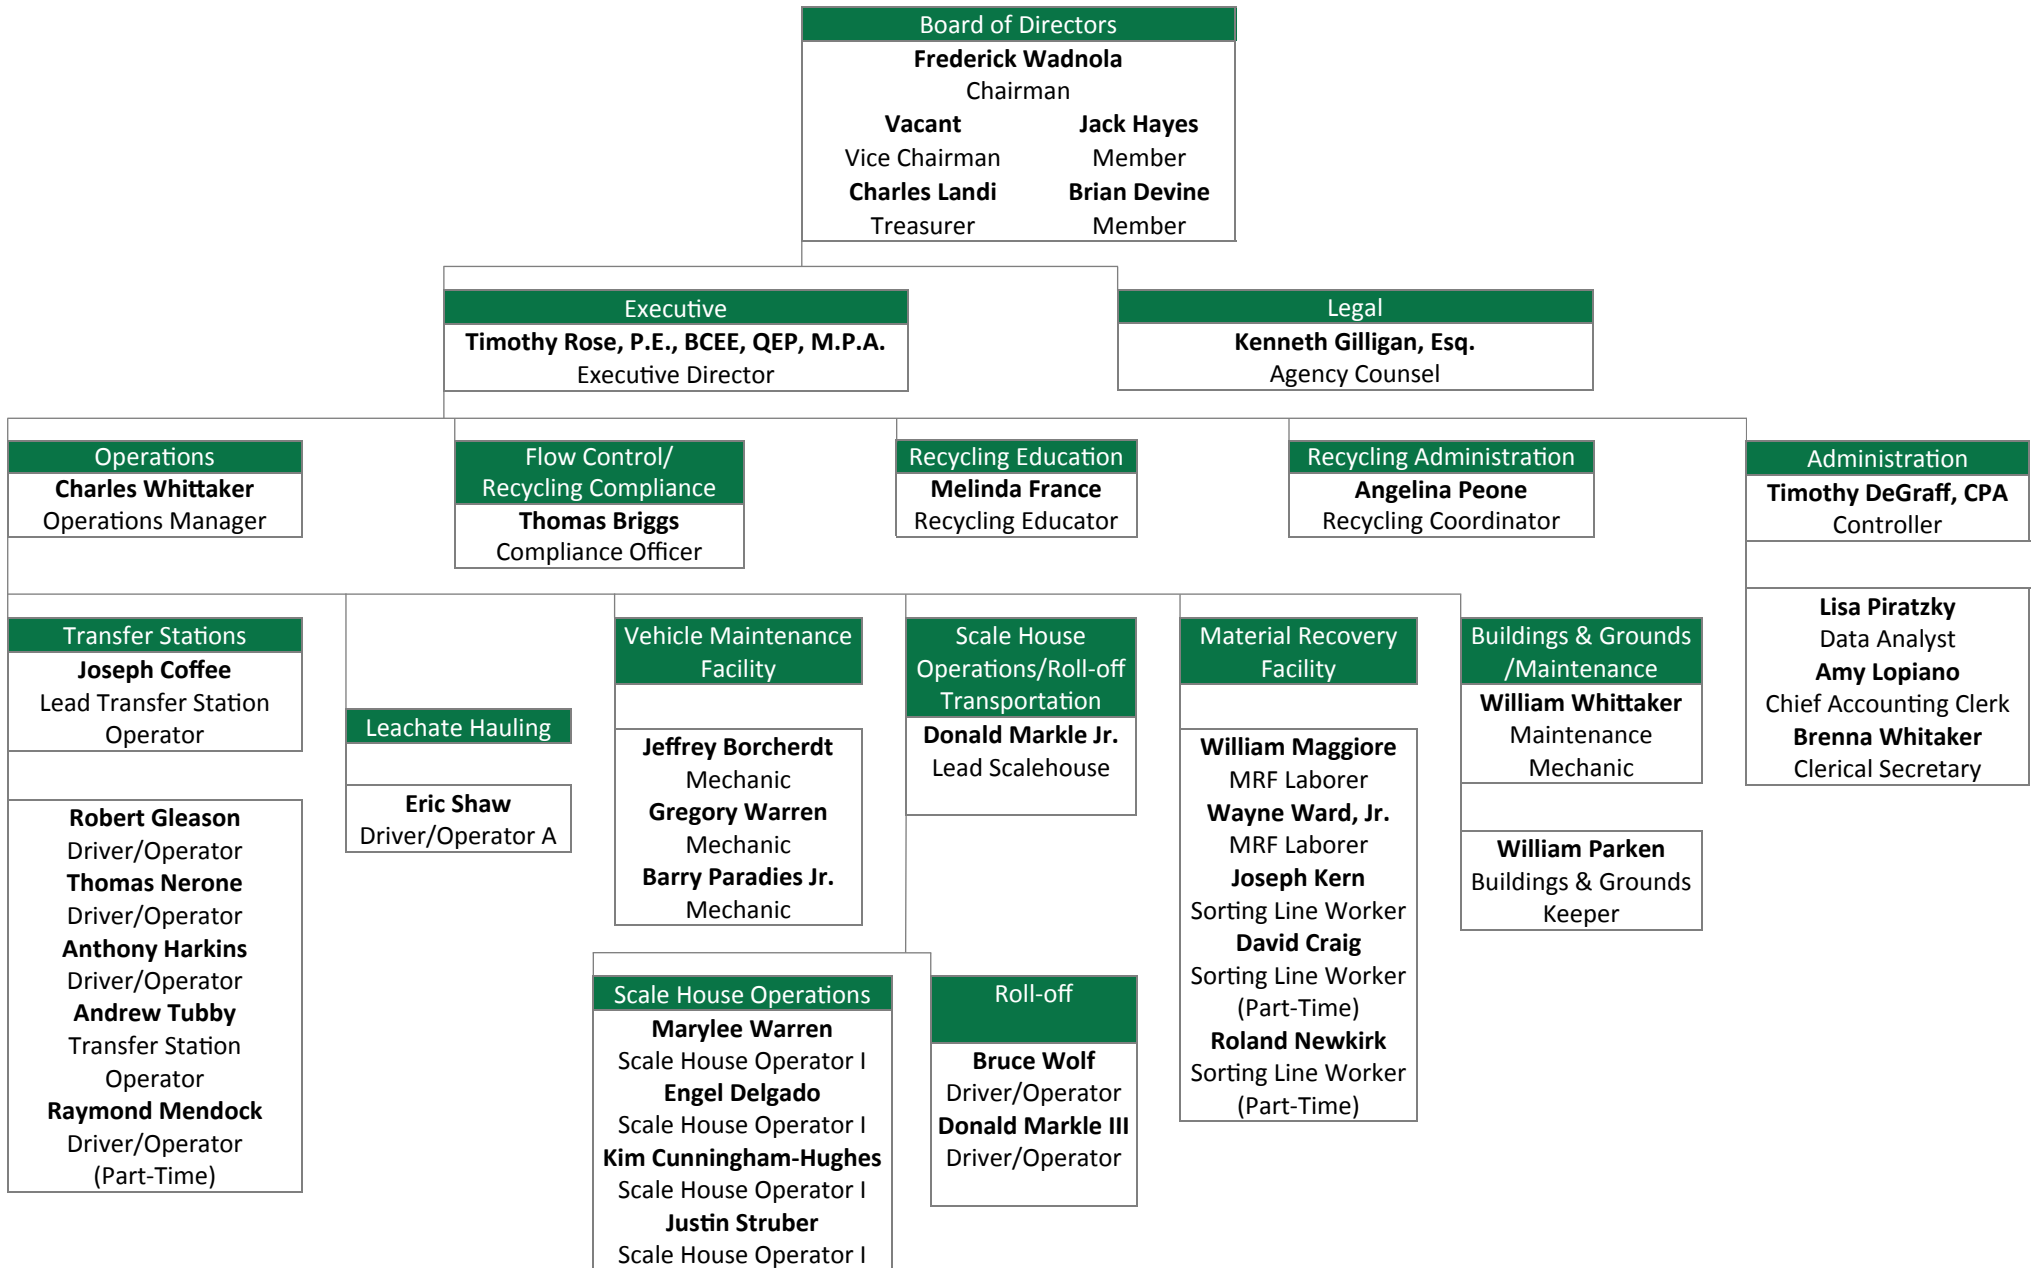 Board of Directors
Frederick Wadnola
Chairman
Vacant
Vice Chairman
Charles Landi
Treasurer
Jack Hayes
Member
Brian Devine
Member
Executive
Timothy Rose, P.E., BCEE, QEP, M.P.A.
Executive Director
Legal
Kenneth Gilligan, Esq.
Agency Counsel
Operations
Charles Whittaker
Operations Manager
Flow Control/
Recycling Compliance
Thomas Briggs
Compliance Officer
Recycling Education
Melinda France
Recycling Educator
Recycling Administration
Angelina Peone
Recycling Coordinator
Administration
Timothy DeGraff, CPA
Controller
Lisa Piratzky
Data Analyst
Amy Lopiano
Chief Accounting Clerk
Brenna Whitaker
Clerical Secretary
Transfer Stations
Joseph Coffee
Lead Transfer Station
Operator
Robert Gleason
Driver/Operator
Thomas Nerone
Driver/Operator
Anthony Harkins
Driver/Operator
Andrew Tubby
Transfer Station
Operator
Raymond Mendock
Driver/Operator
(Part-Time)
Leachate Hauling
Eric Shaw
Driver/Operator A
Vehicle Maintenance
Facility
Jeffrey Borcherdt
Mechanic
Gregory Warren
Mechanic
Barry Paradies Jr.
Mechanic
Scale House
Operations/Roll-off
Transportation
Donald Markle Jr.
Lead Scalehouse
Scale House Operations
Marylee Warren
Scale House Operator I
Engel Delgado
Scale House Operator I
Kim Cunningham-Hughes
Scale House Operator I
Justin Struber
Scale House Operator I
Roll-off
Bruce Wolf
Driver/Operator
Donald Markle III
Driver/Operator
Material Recovery
Facility
William Maggiore
MRF Laborer
Wayne Ward, Jr.
MRF Laborer
Joseph Kern
Sorting Line Worker
David Craig
Sorting Line Worker
(Part-Time)
Roland Newkirk
Sorting Line Worker
(Part-Time)
Buildings & Grounds
/Maintenance
William Whittaker
Maintenance
Mechanic
William Parken
Buildings & Grounds
Keeper